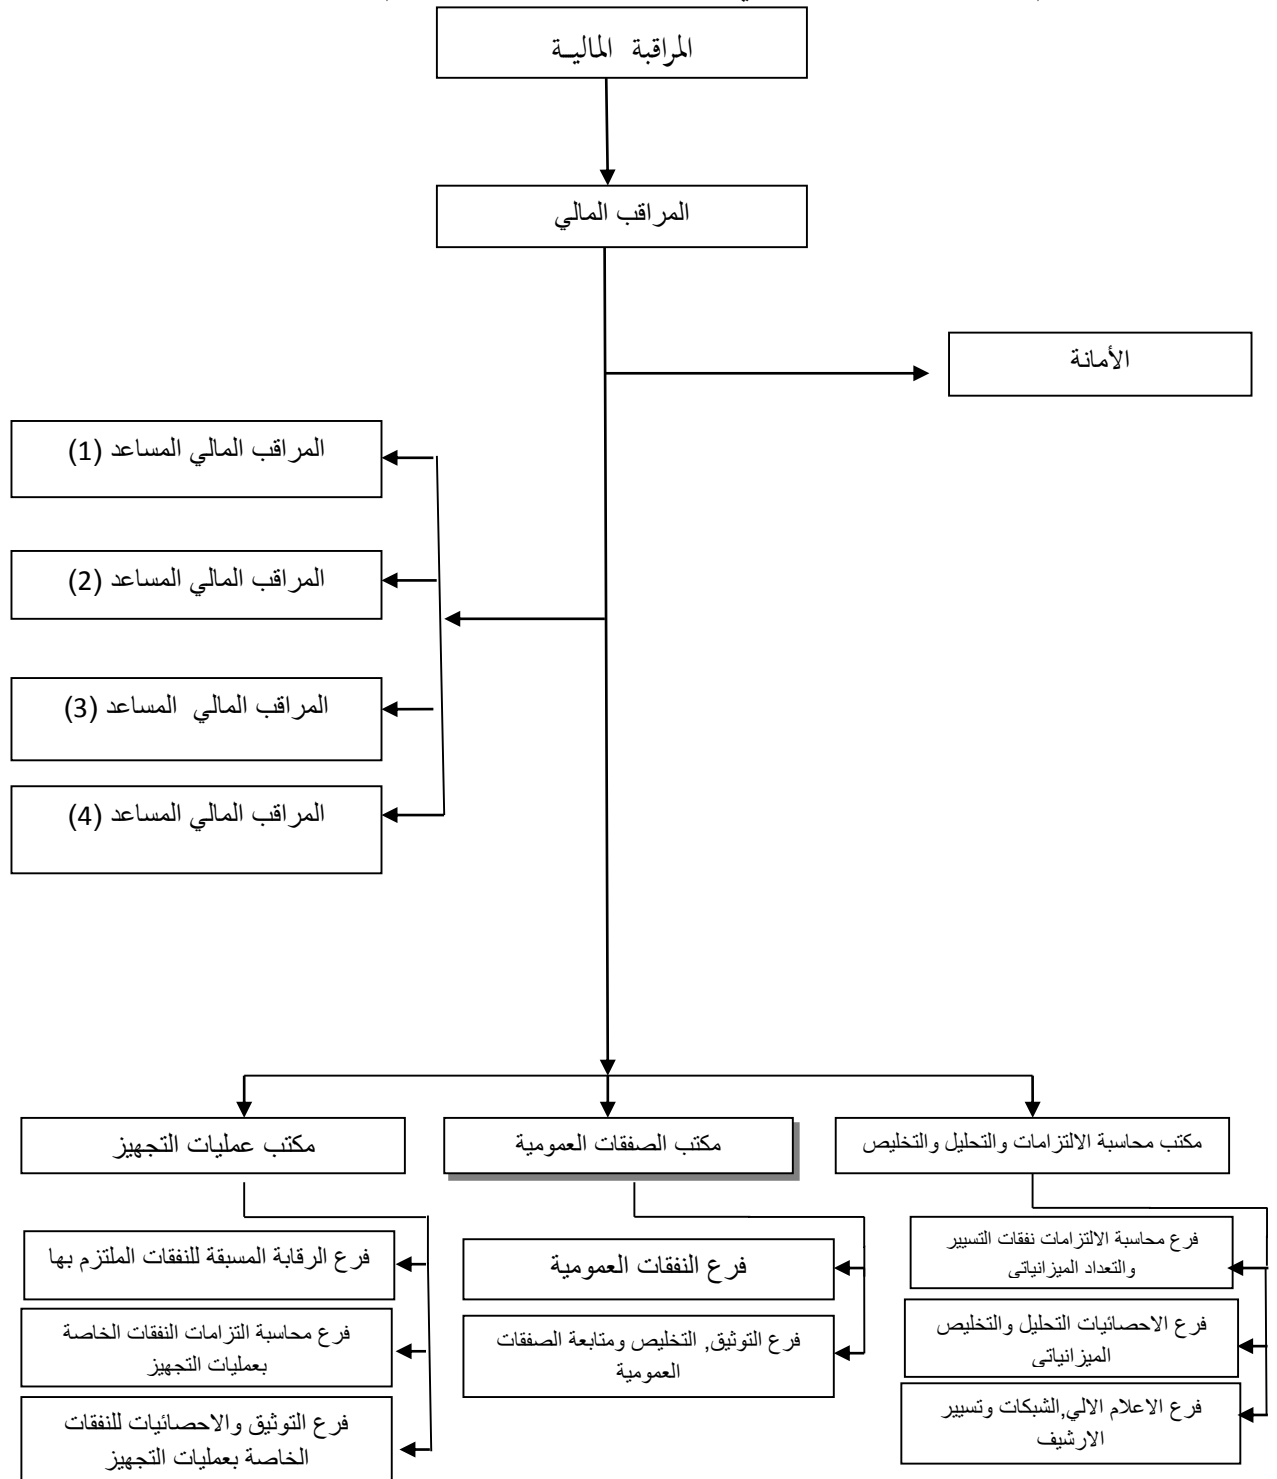 المراقبة المالية
المراقب المالي
الأمانة
المراقب المالي المساعد (1)
المراقب المالي المساعد (2)
المراقب المالي المساعد (3)
المراقب المالي المساعد (4)
مكتب محاسبة الالتزامات والتحليل والتخليص
مكتب الصفقات العمومية
مكتب عمليات التجهيز
فرع محاسبة الالتزامات نفقات التسيير
والتعداد الميزانياتى
فرع الاحصائيات التحليل والتخليص
الميزانياتى
فرع الاعلام الالي,الشبكات وتسيير
الارشيف
فرع النفقات العمومية
فرع التوثيق, التخليص ومتابعة الصفقات
العمومية
فرع الرقابة المسبقة للنفقات الملتزم بها
فرع محاسبة التزامات النفقات الخاصة
بعمليات التجهيز
فرع التوثيق والاحصائيات للنفقات
الخاصة بعمليات التجهيز